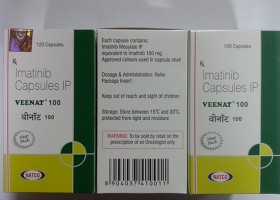 120 Capsules
Rx
Imatinib
Capsules IP
VEENAT® 100
वीनॅट 100
NATCO
Each capsule contains:
Imatinib Mesylate IP
equivalent to Imatinib 100 mg
Approved colours used in capsule shell
Dosage & Administration: Refer
Package Insert
Keep out of reach and sight of children
Storage: Store between 15°C and 30°C,
protected from light and moisture
WARNING: To be sold by retail on the
prescription of an Oncologist only
8 904037 410011
120 Capsules
Rx
Imatinib
Capsules IP
VEENAT® 100
वीनॅट 100
NATCO